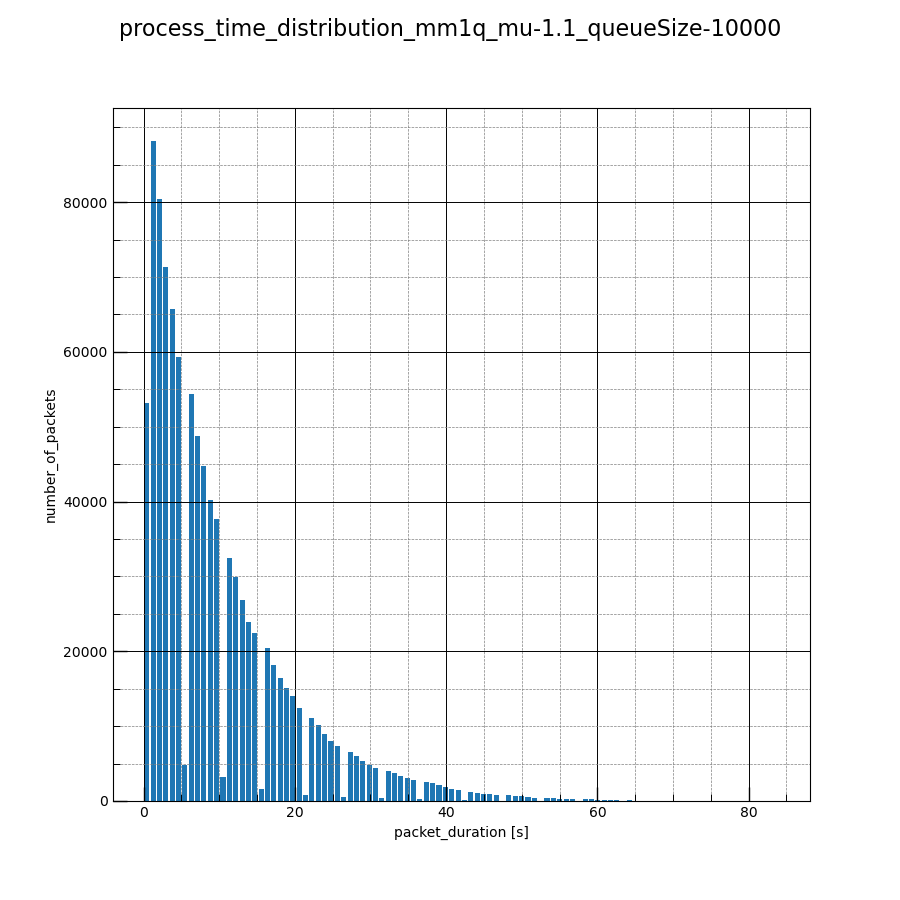 process_time_distribution_mm1q_mu-1.1_queueSize-10000
80000
60000
40000
20000
0
number_of_packets
0 20 40 60 80
packet_duration [s]